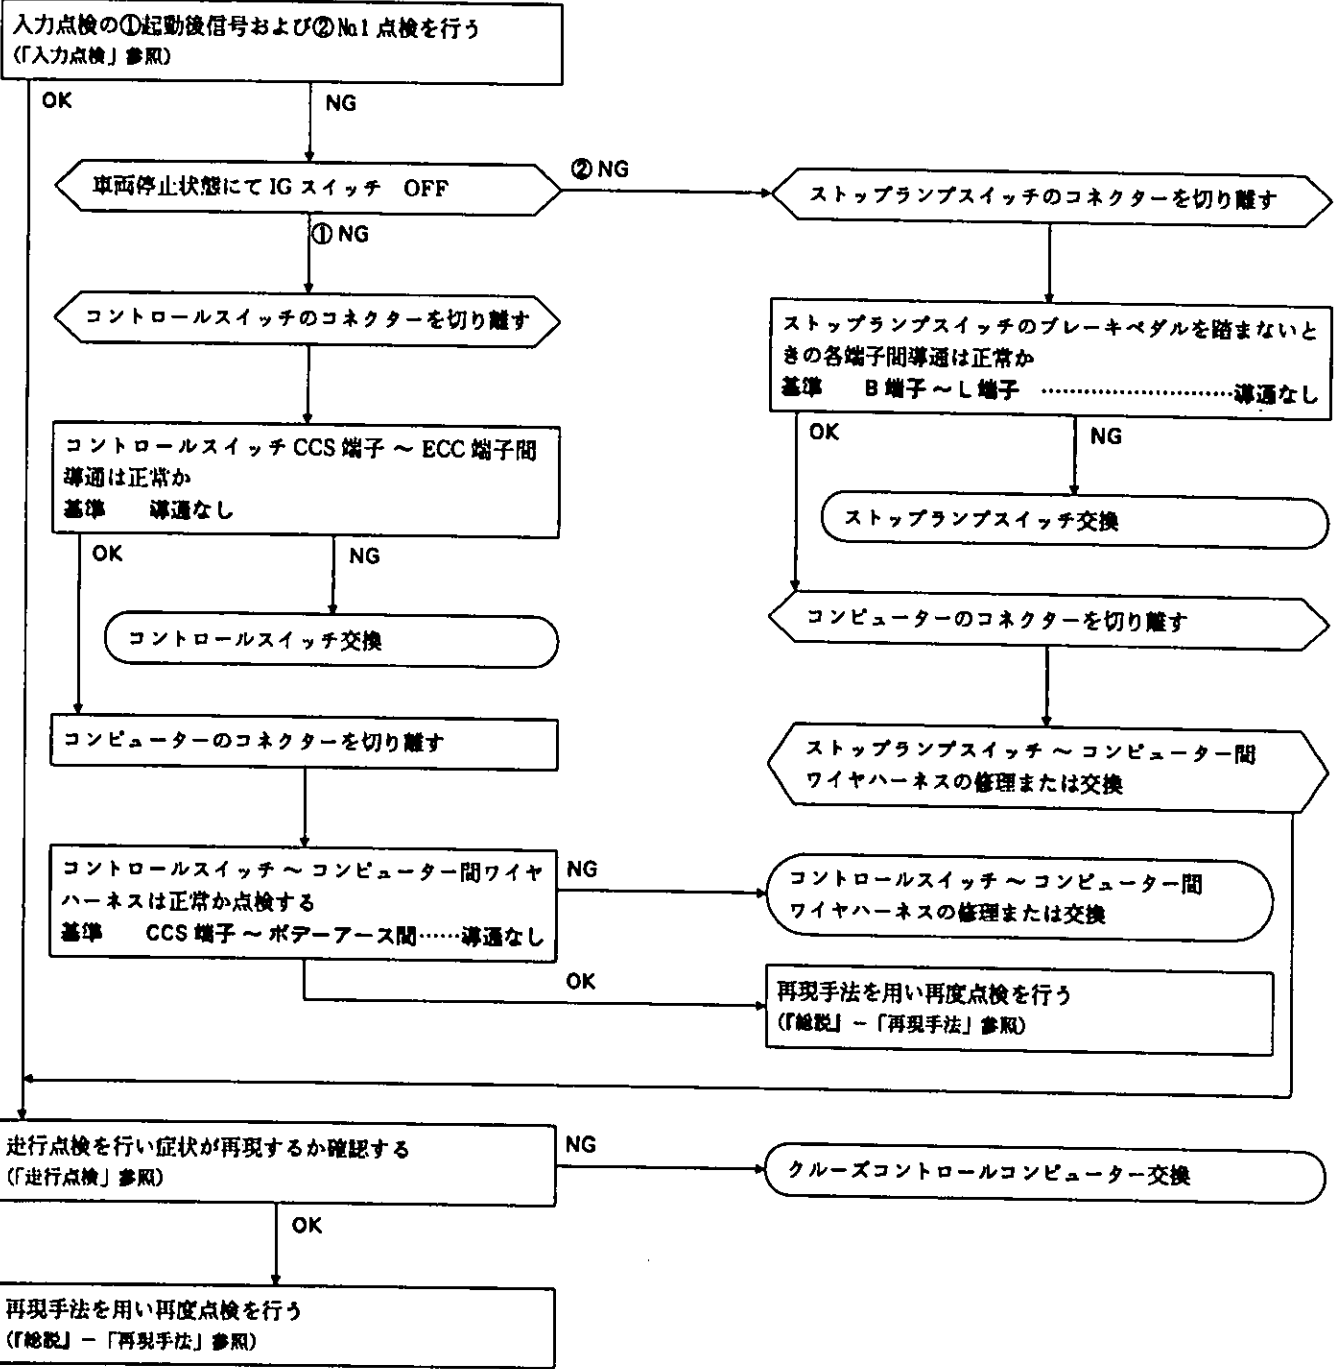 入力点検の①起動後信号および②No.1点検を行う
(「入力点検」参照)
OK
NG
車両停止状態にて IG スイッチ OFF
② NG
ストップランプスイッチのコネクターを切り離す
① NG
コントロールスイッチのコネクターを切り離す
ストップランプスイッチのブレーキペダルを踏まないと
きの各端子間導通は正常か
基準 B 端子 ～ L 端子 …………………………導通なし
OK
NG
ストップランプスイッチ交換
コントロールスイッチ CCS 端子 ～ ECC 端子間
導通は正常か
基準 導通なし
OK
NG
コントロールスイッチ交換
コンピューターのコネクターを切り離す
コンピューターのコネクターを切り離す
ストップランプスイッチ ～ コンピューター間
ワイヤハーネスの修理または交換
コントロールスイッチ ～ コンピューター間ワイヤ
ハーネスは正常か点検する
基準 CCS 端子 ～ ボデーアース間……導通なし
NG
コントロールスイッチ ～ コンピューター間
ワイヤハーネスの修理または交換
OK
再現手法を用い再度点検を行う
(『総説』－「再現手法」参照)
走行点検を行い症状が再現するか確認する
(「走行点検」参照)
NG
クルーズコントロールコンピューター交換
OK
再現手法を用い再度点検を行う
(『総説』－「再現手法」参照)